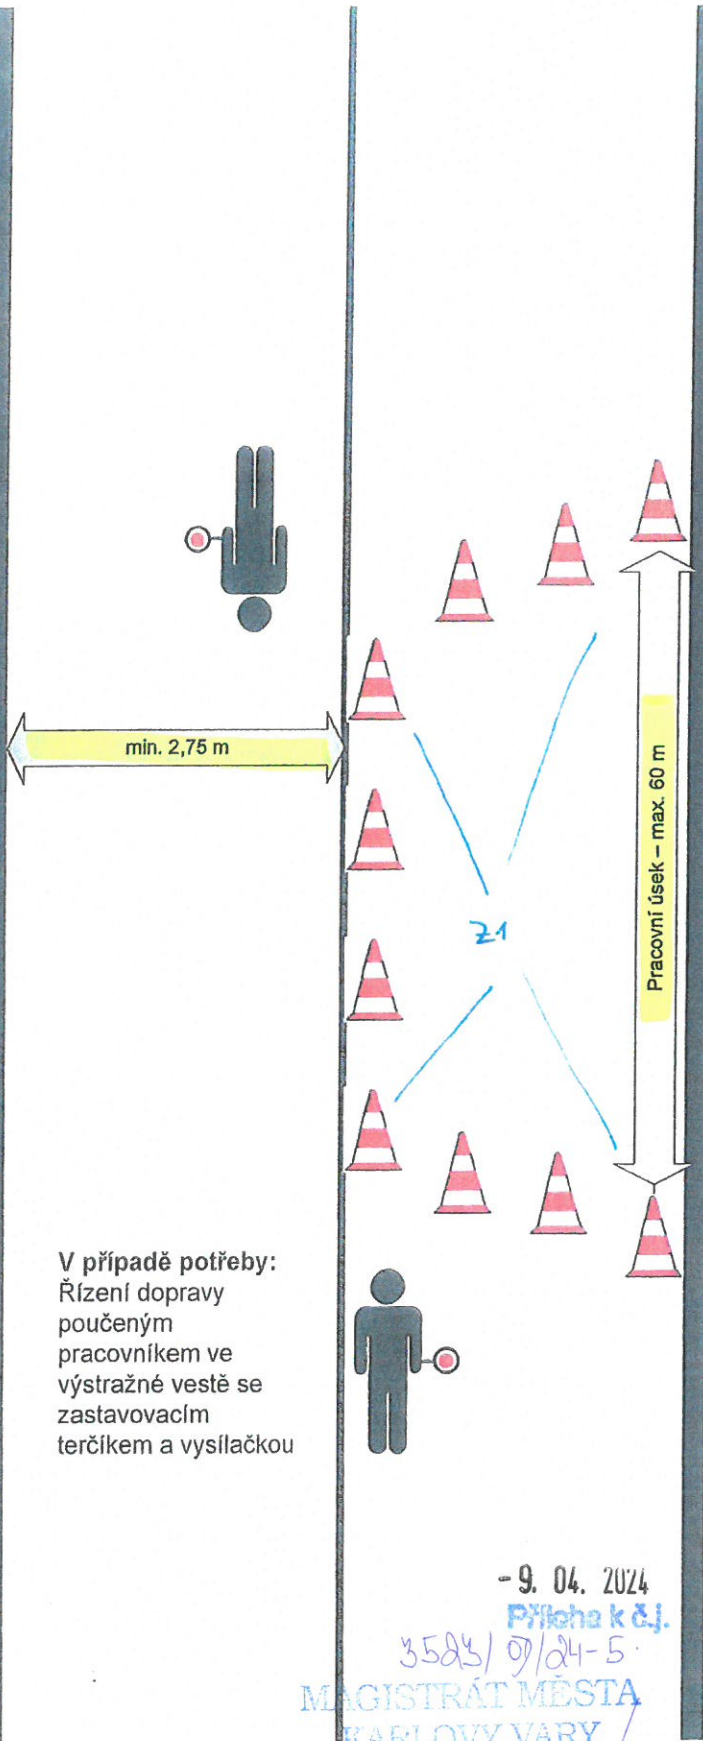 min. 2,75 m
Pracovní úsek – max. 60 m
Z1
V případě potřeby:
Řízení dopravy
poučeným
pracovníkem ve
výstražné vestě se
zastavovacím
terčíkem a vysílačkou
- 9. 04. 2024
Příloha k č.j.
3523/OD/24-5
MAGISTRÁT MĚSTA
KARLOVY VARY